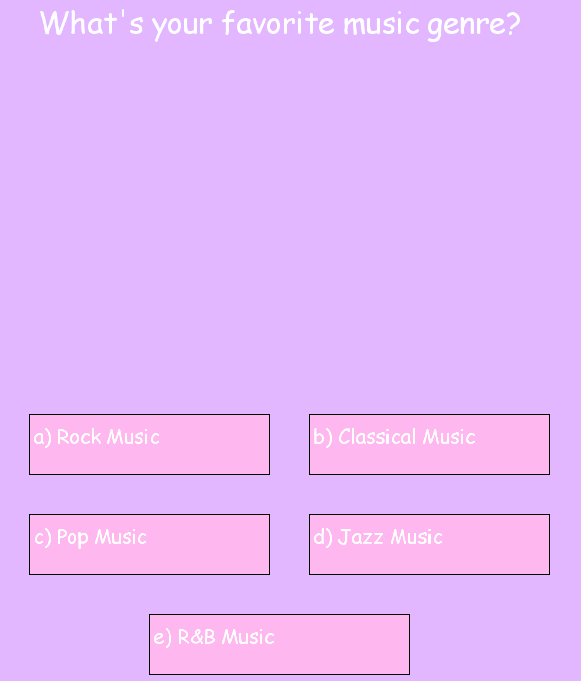 What's your favorite music genre?
a) Rock Music
b) Classical Music
c) Pop Music
d) Jazz Music
e) R&B Music